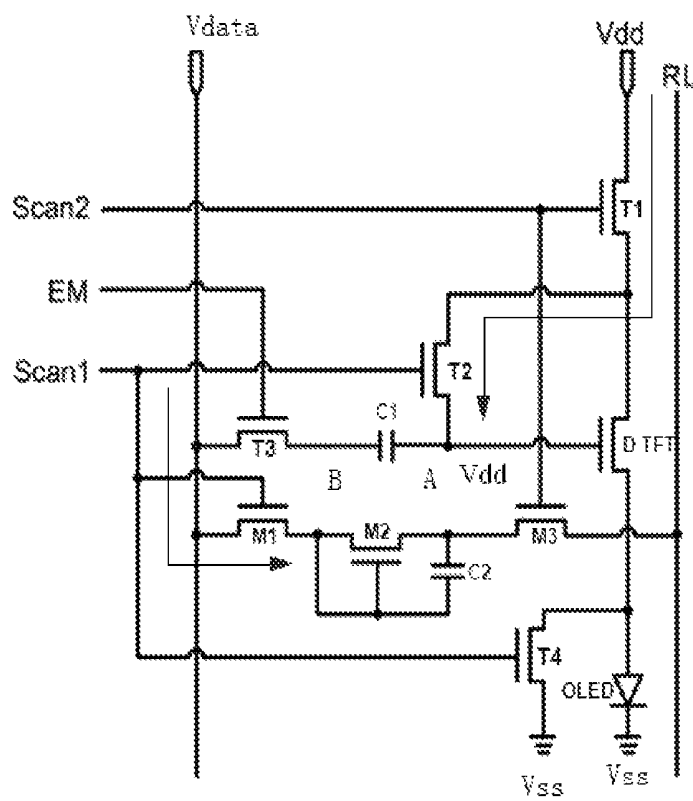 Vdata
Vdd
RL
Scan2
T1
EM
Scan1
T2
C1
T3
D TFT
B
A
Vdd
M1
M2
M3
C2
T4
OLED
Vss
Vss